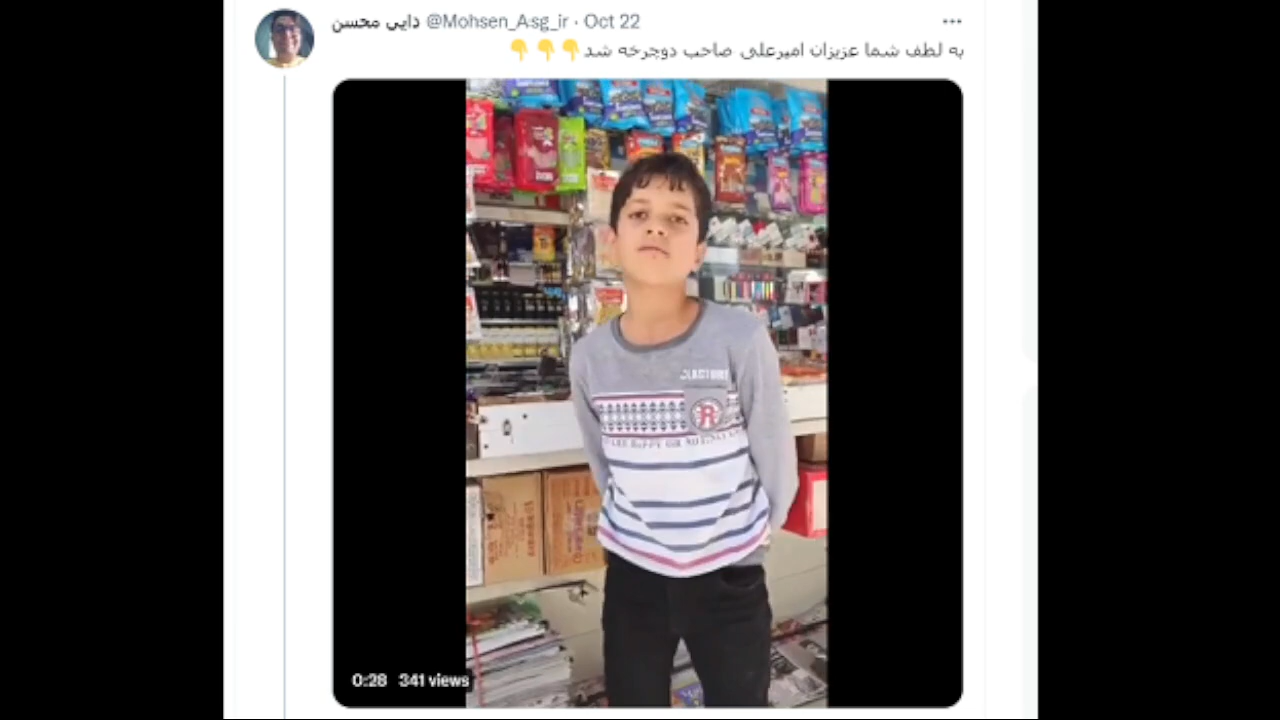 دایی محسن @Mohsen_Asg_ir · Oct 22
به لطف شما عزیزان امیرعلی صاحب دوچرخه شد👇👇👇
R
0:28 341 views